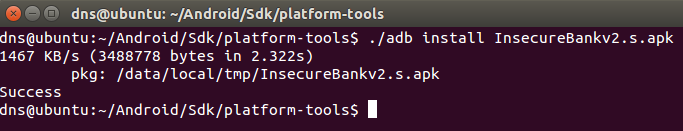 dns@ubuntu: ~/Android/Sdk/platform-tools
dns@ubuntu:~/Android/Sdk/platform-tools$ ./adb install InsecureBankv2.s.apk
1467 KB/s (3488778 bytes in 2.322s)
        pkg: /data/local/tmp/InsecureBankv2.s.apk
Success
dns@ubuntu:~/Android/Sdk/platform-tools$